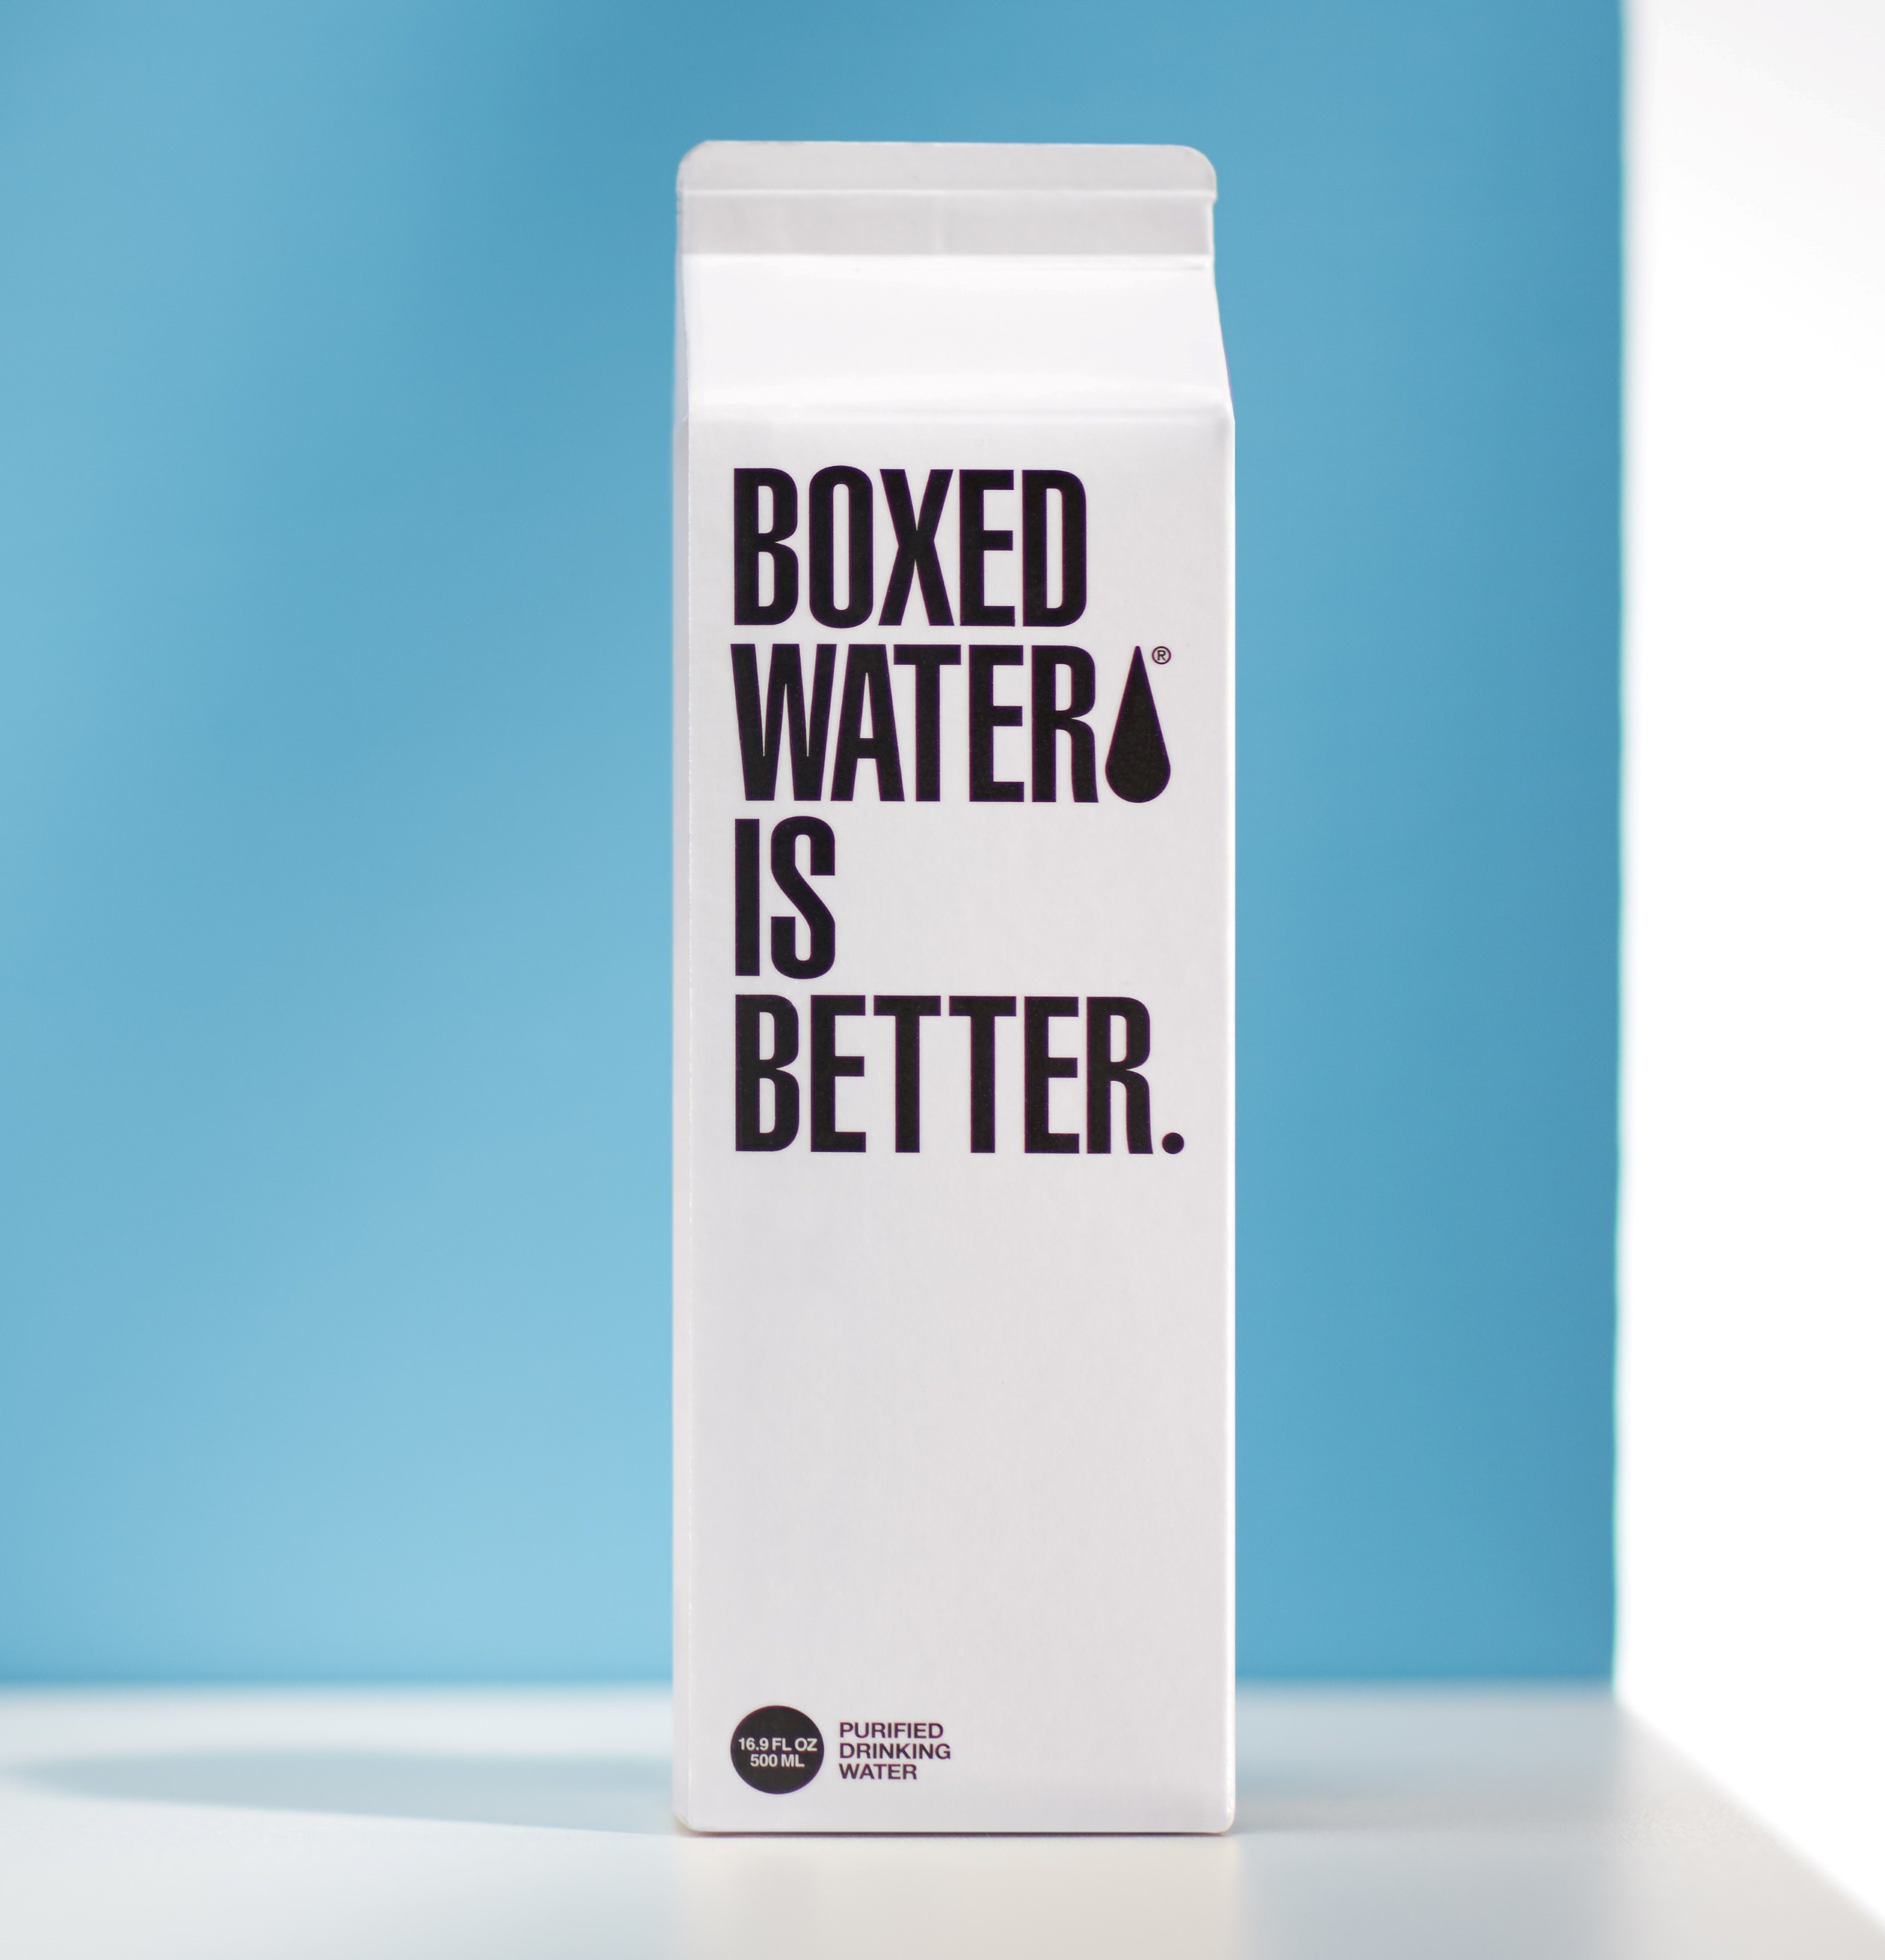 BOXED
WATER®
IS
BETTER.
16.9 FL OZ
500 ML
PURIFIED
DRINKING
WATER